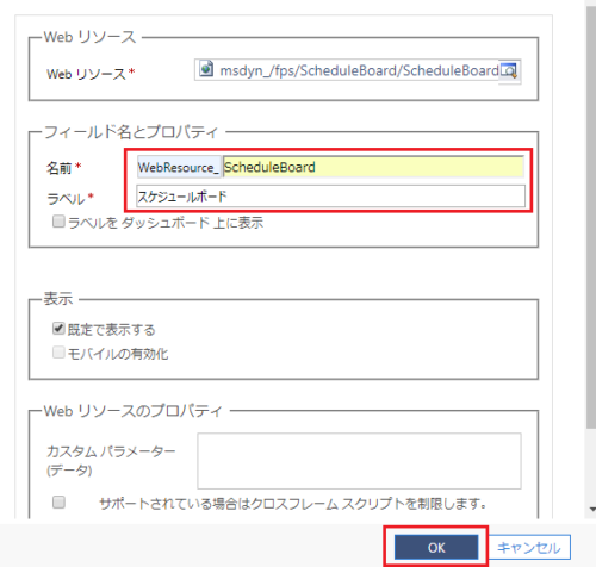 Web リソース
Web リソース* msdyn_/fps/ScheduleBoard/ScheduleBoard
フィールド名とプロパティ
名前* WebResource_ ScheduleBoard
ラベル* スケジュールボード
ラベルを ダッシュボード 上に表示
表示
既定で表示する
モバイルの有効化
Web リソースのプロパティ
カスタム パラメーター
(データ)
サポートされている場合はクロスフレーム スクリプトを制限します。
OK キャンセル